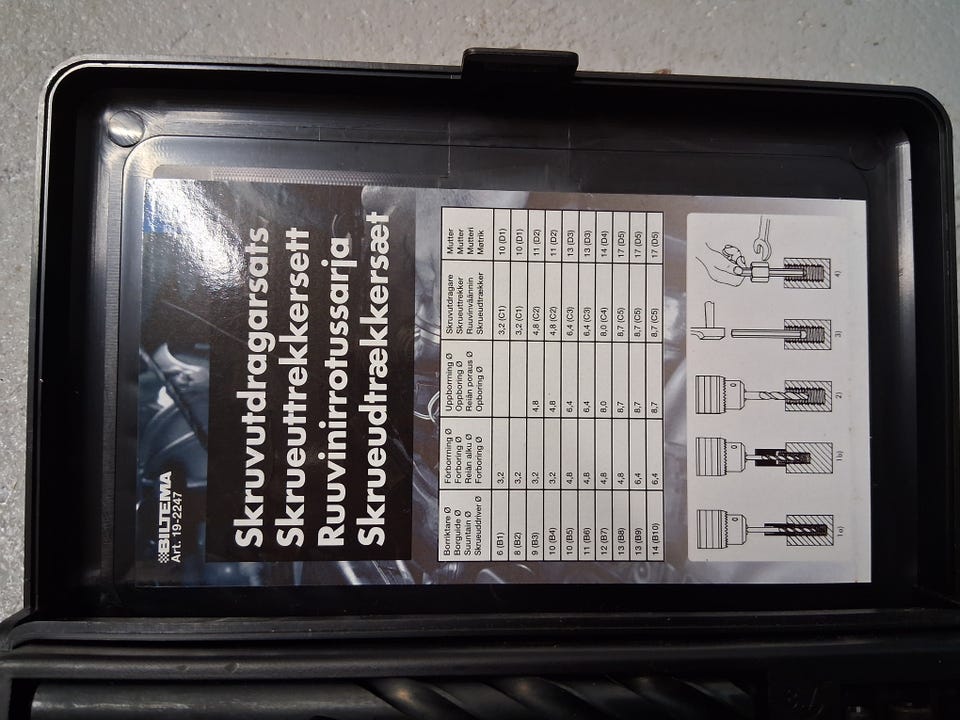 BILTEMA
Art. 19-2247
Skruvutdragarsats
Skrueuttrekkersett
Ruuvinirrotussarja
Skrueudtrækkersæt
Borriktare Ø Förborrning Ø Uppborrning Ø Skruvutdragare Mutter
Borguide Ø Forboring Ø Oppboring Ø Skrueuttrekker Mutter
Suuntain Ø Reiän alku Ø Reiän poraus Ø Ruuvinväännin Mutteri
Skrueuddriver Ø Forboring Ø Opboring Ø Skrueudtrækker Møtrik
6 (B1) 3,2 3,2 (C1) 10 (D1)
8 (B2) 3,2 3,2 (C1) 10 (D1)
9 (B3) 3,2 4,8 4,8 (C2) 11 (D2)
10 (B4) 3,2 4,8 4,8 (C2) 11 (D2)
10 (B5) 4,8 6,4 6,4 (C3) 13 (D3)
11 (B6) 4,8 6,4 6,4 (C3) 13 (D3)
12 (B7) 4,8 8,0 8,0 (C4) 14 (D4)
13 (B8) 4,8 8,7 8,7 (C5) 17 (D5)
13 (B9) 6,4 8,7 8,7 (C5) 17 (D5)
14 (B10) 6,4 8,7 8,7 (C5) 17 (D5)
1a) 1b) 2) 3) 4)